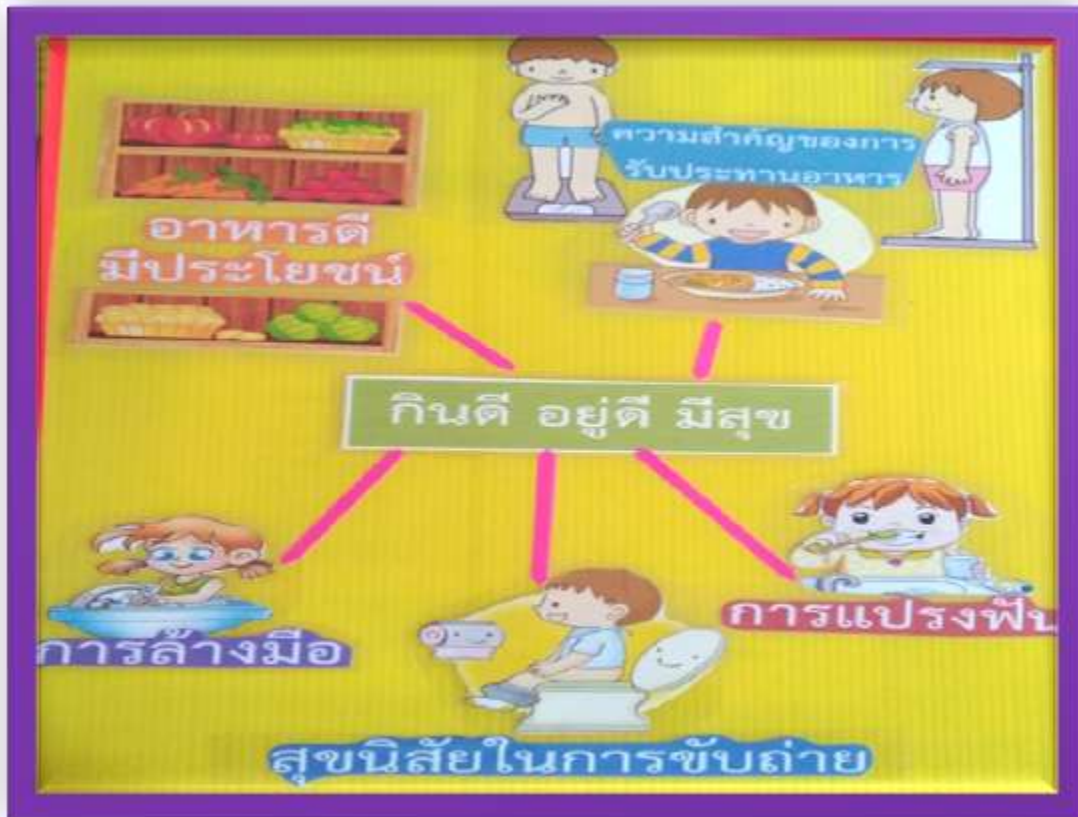 ความสำคัญของการ
รับประทานอาหาร
อาหารดี
มีประโยชน์
กินดี อยู่ดี มีสุข
การแปรงฟัน
การล้างมือ
สุขนิสัยในการขับถ่าย